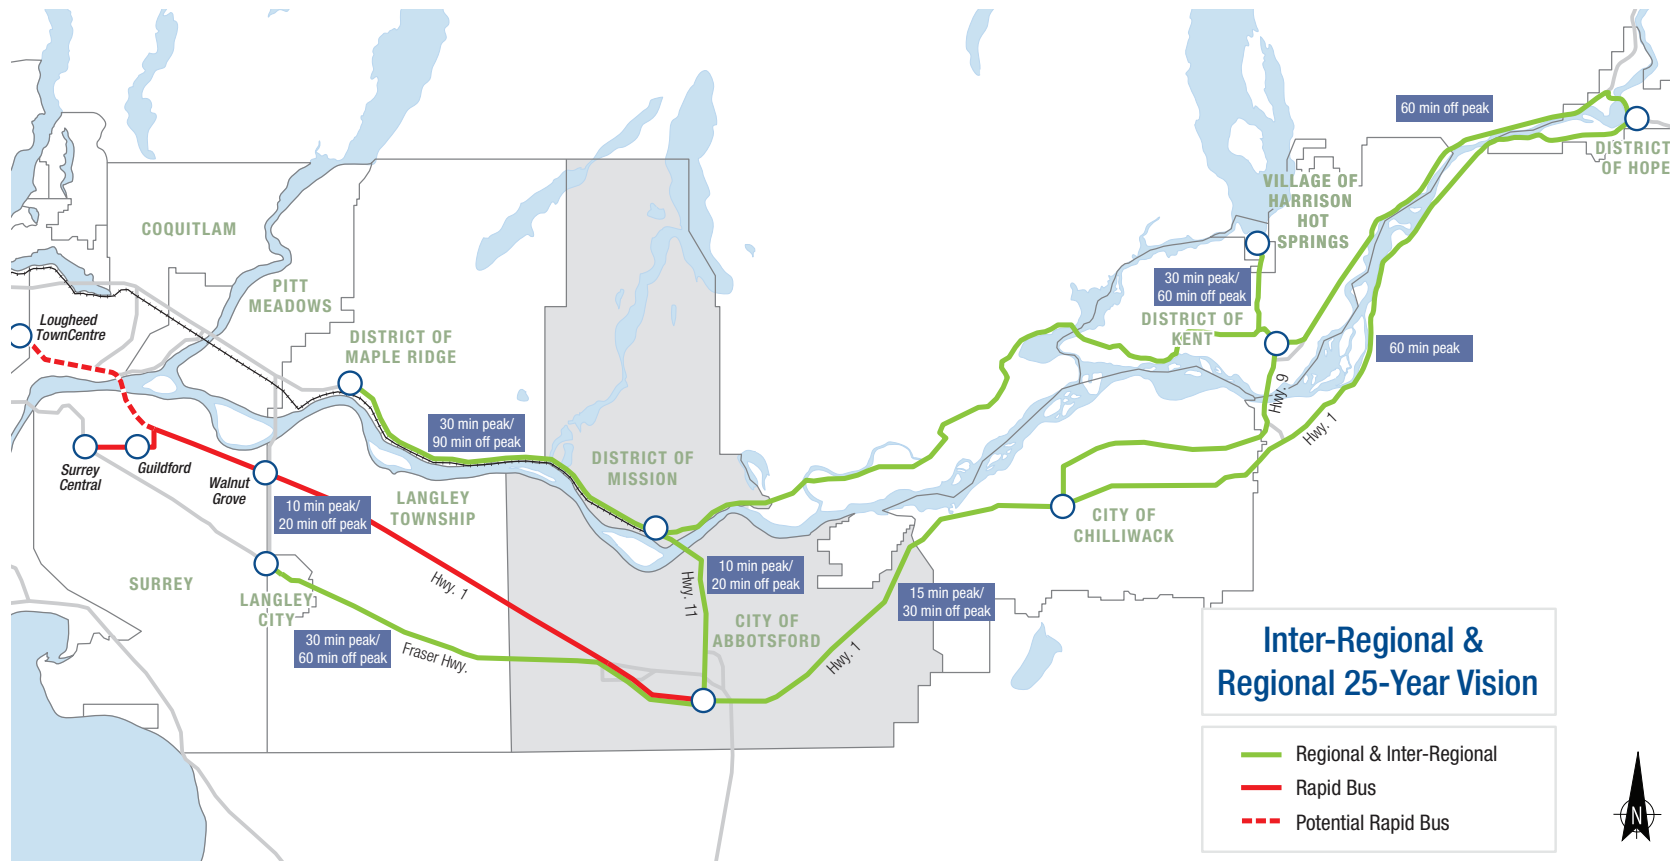 60 min off peak
DISTRICT
OF HOPE
VILLAGE OF
HARRISON
HOT
SPRINGS
COQUITLAM
30 min peak/
60 min off peak
PITT
MEADOWS
DISTRICT OF
KENT
Lougheed
TownCentre
DISTRICT OF
MAPLE RIDGE
60 min peak
Hwy. 9
30 min peak/
90 min off peak
Hwy. 1
DISTRICT OF
MISSION
Surrey
Central
Guildford
Walnut
Grove
10 min peak/
20 min off peak
LANGLEY
TOWNSHIP
CITY OF
CHILLIWACK
SURREY
Hwy. 1
Hwy. 11
10 min peak/
20 min off peak
15 min peak/
30 min off peak
LANGLEY
CITY
CITY OF
ABBOTSFORD
30 min peak/
60 min off peak
Fraser Hwy.
Hwy. 1
Inter-Regional &
Regional 25-Year Vision
Regional & Inter-Regional
Rapid Bus
Potential Rapid Bus
N